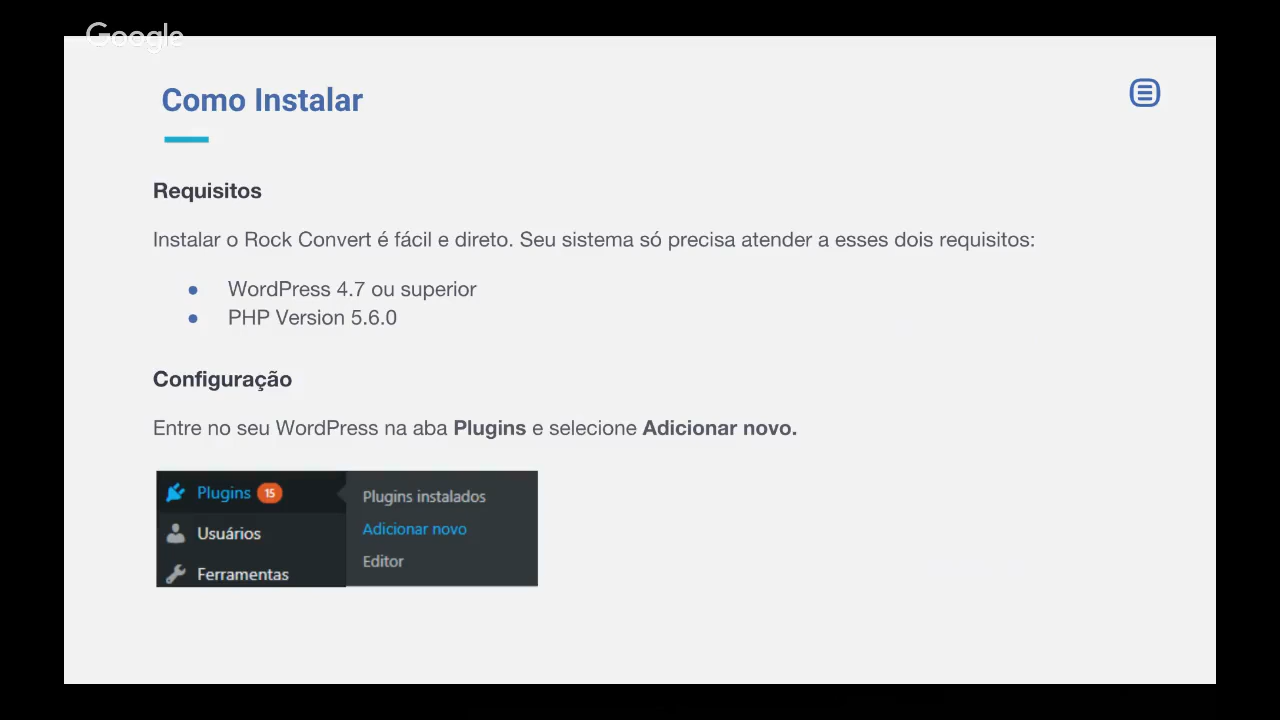 Google
Como Instalar
Requisitos
Instalar o Rock Convert é fácil e direto. Seu sistema só precisa atender a esses dois requisitos:
● WordPress 4.7 ou superior
● PHP Version 5.6.0
Configuração
Entre no seu WordPress na aba Plugins e selecione Adicionar novo.
Plugins 15
Usuários
Ferramentas
Plugins instalados
Adicionar novo
Editor